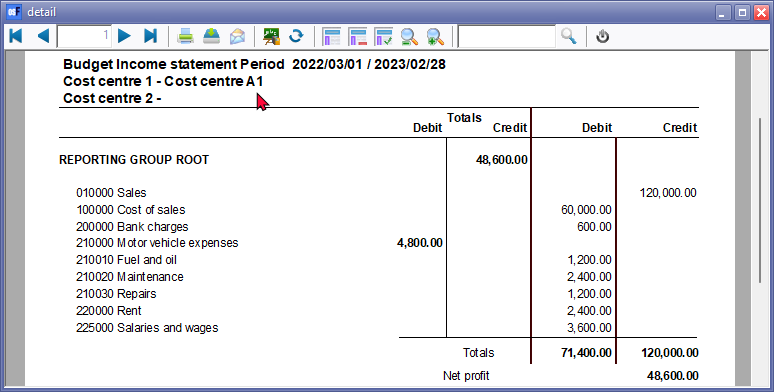 detail
1
Budget Income statement Period 2022/03/01 / 2023/02/28
Cost centre 1 - Cost centre A1
Cost centre 2 -
Totals
Debit Credit Debit Credit
REPORTING GROUP ROOT 48,600.00
010000 Sales 120,000.00
100000 Cost of sales 60,000.00
200000 Bank charges 600.00
210000 Motor vehicle expenses 4,800.00
210010 Fuel and oil 1,200.00
210020 Maintenance 2,400.00
210030 Repairs 1,200.00
220000 Rent 2,400.00
225000 Salaries and wages 3,600.00
Totals 71,400.00 120,000.00
Net profit 48,600.00